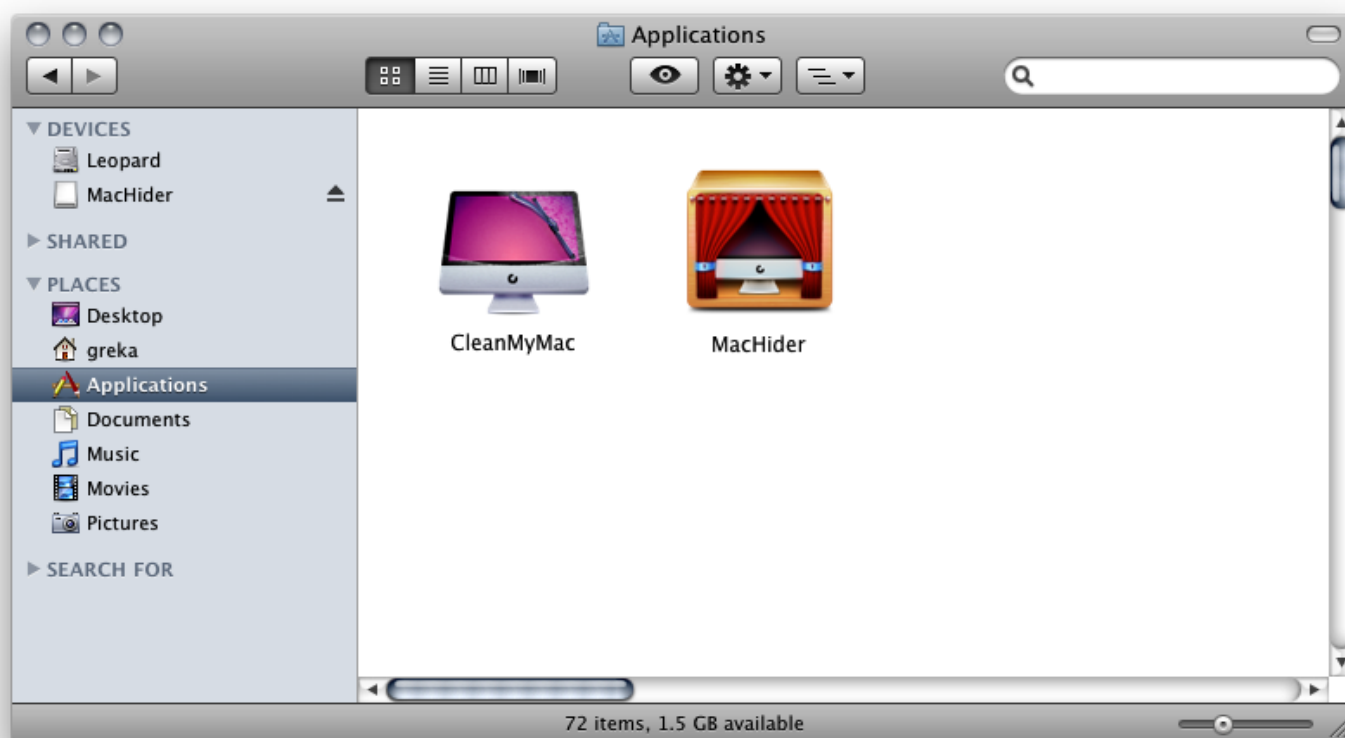 Applications
DEVICES
Leopard
MacHider
SHARED
PLACES
Desktop
greka
Applications
Documents
Music
Movies
Pictures
SEARCH FOR
CleanMyMac
MacHider
72 items, 1.5 GB available